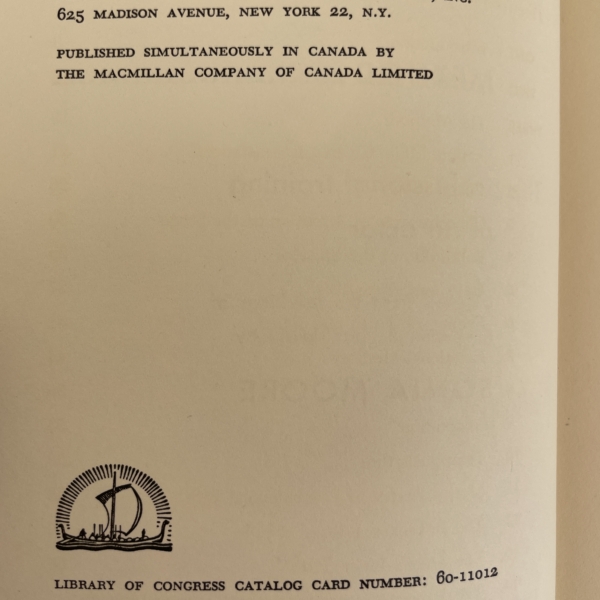 625 MADISON AVENUE, NEW YORK 22, N.Y.
PUBLISHED SIMULTANEOUSLY IN CANADA BY
THE MACMILLAN COMPANY OF CANADA LIMITED
LIBRARY OF CONGRESS CATALOG CARD NUMBER: 60-11012